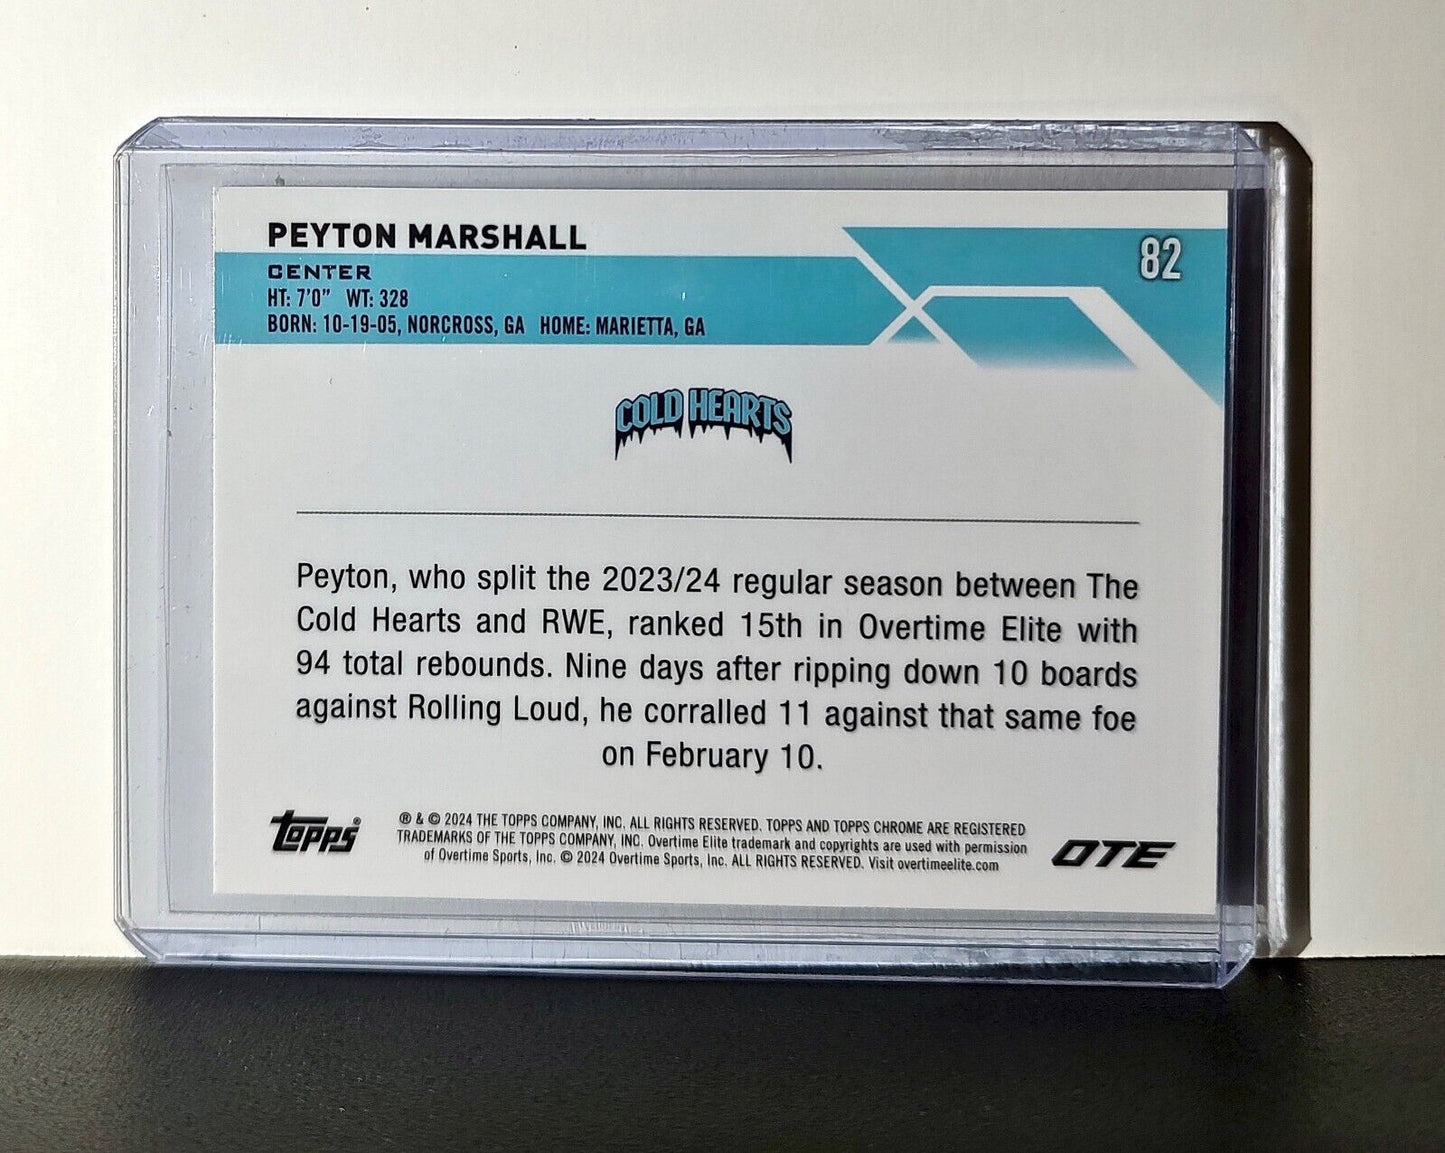 PEYTON MARSHALL
82
CENTER
HT: 7'0" WT: 328
BORN: 10-19-05, NORCROSS, GA HOME: MARIETTA, GA
COLD HEARTS
Peyton, who split the 2023/24 regular season between The
Cold Hearts and RWE, ranked 15th in Overtime Elite with
94 total rebounds. Nine days after ripping down 10 boards
against Rolling Loud, he corralled 11 against that same foe
on February 10.
Topps®
® & © 2024 THE TOPPS COMPANY, INC. ALL RIGHTS RESERVED. TOPPS AND TOPPS CHROME ARE REGISTERED
TRADEMARKS OF THE TOPPS COMPANY, INC. Overtime Elite trademark and copyrights are used with permission
of Overtime Sports, Inc. © 2024 Overtime Sports, Inc. ALL RIGHTS RESERVED. Visit overtimeelite.com
OTE